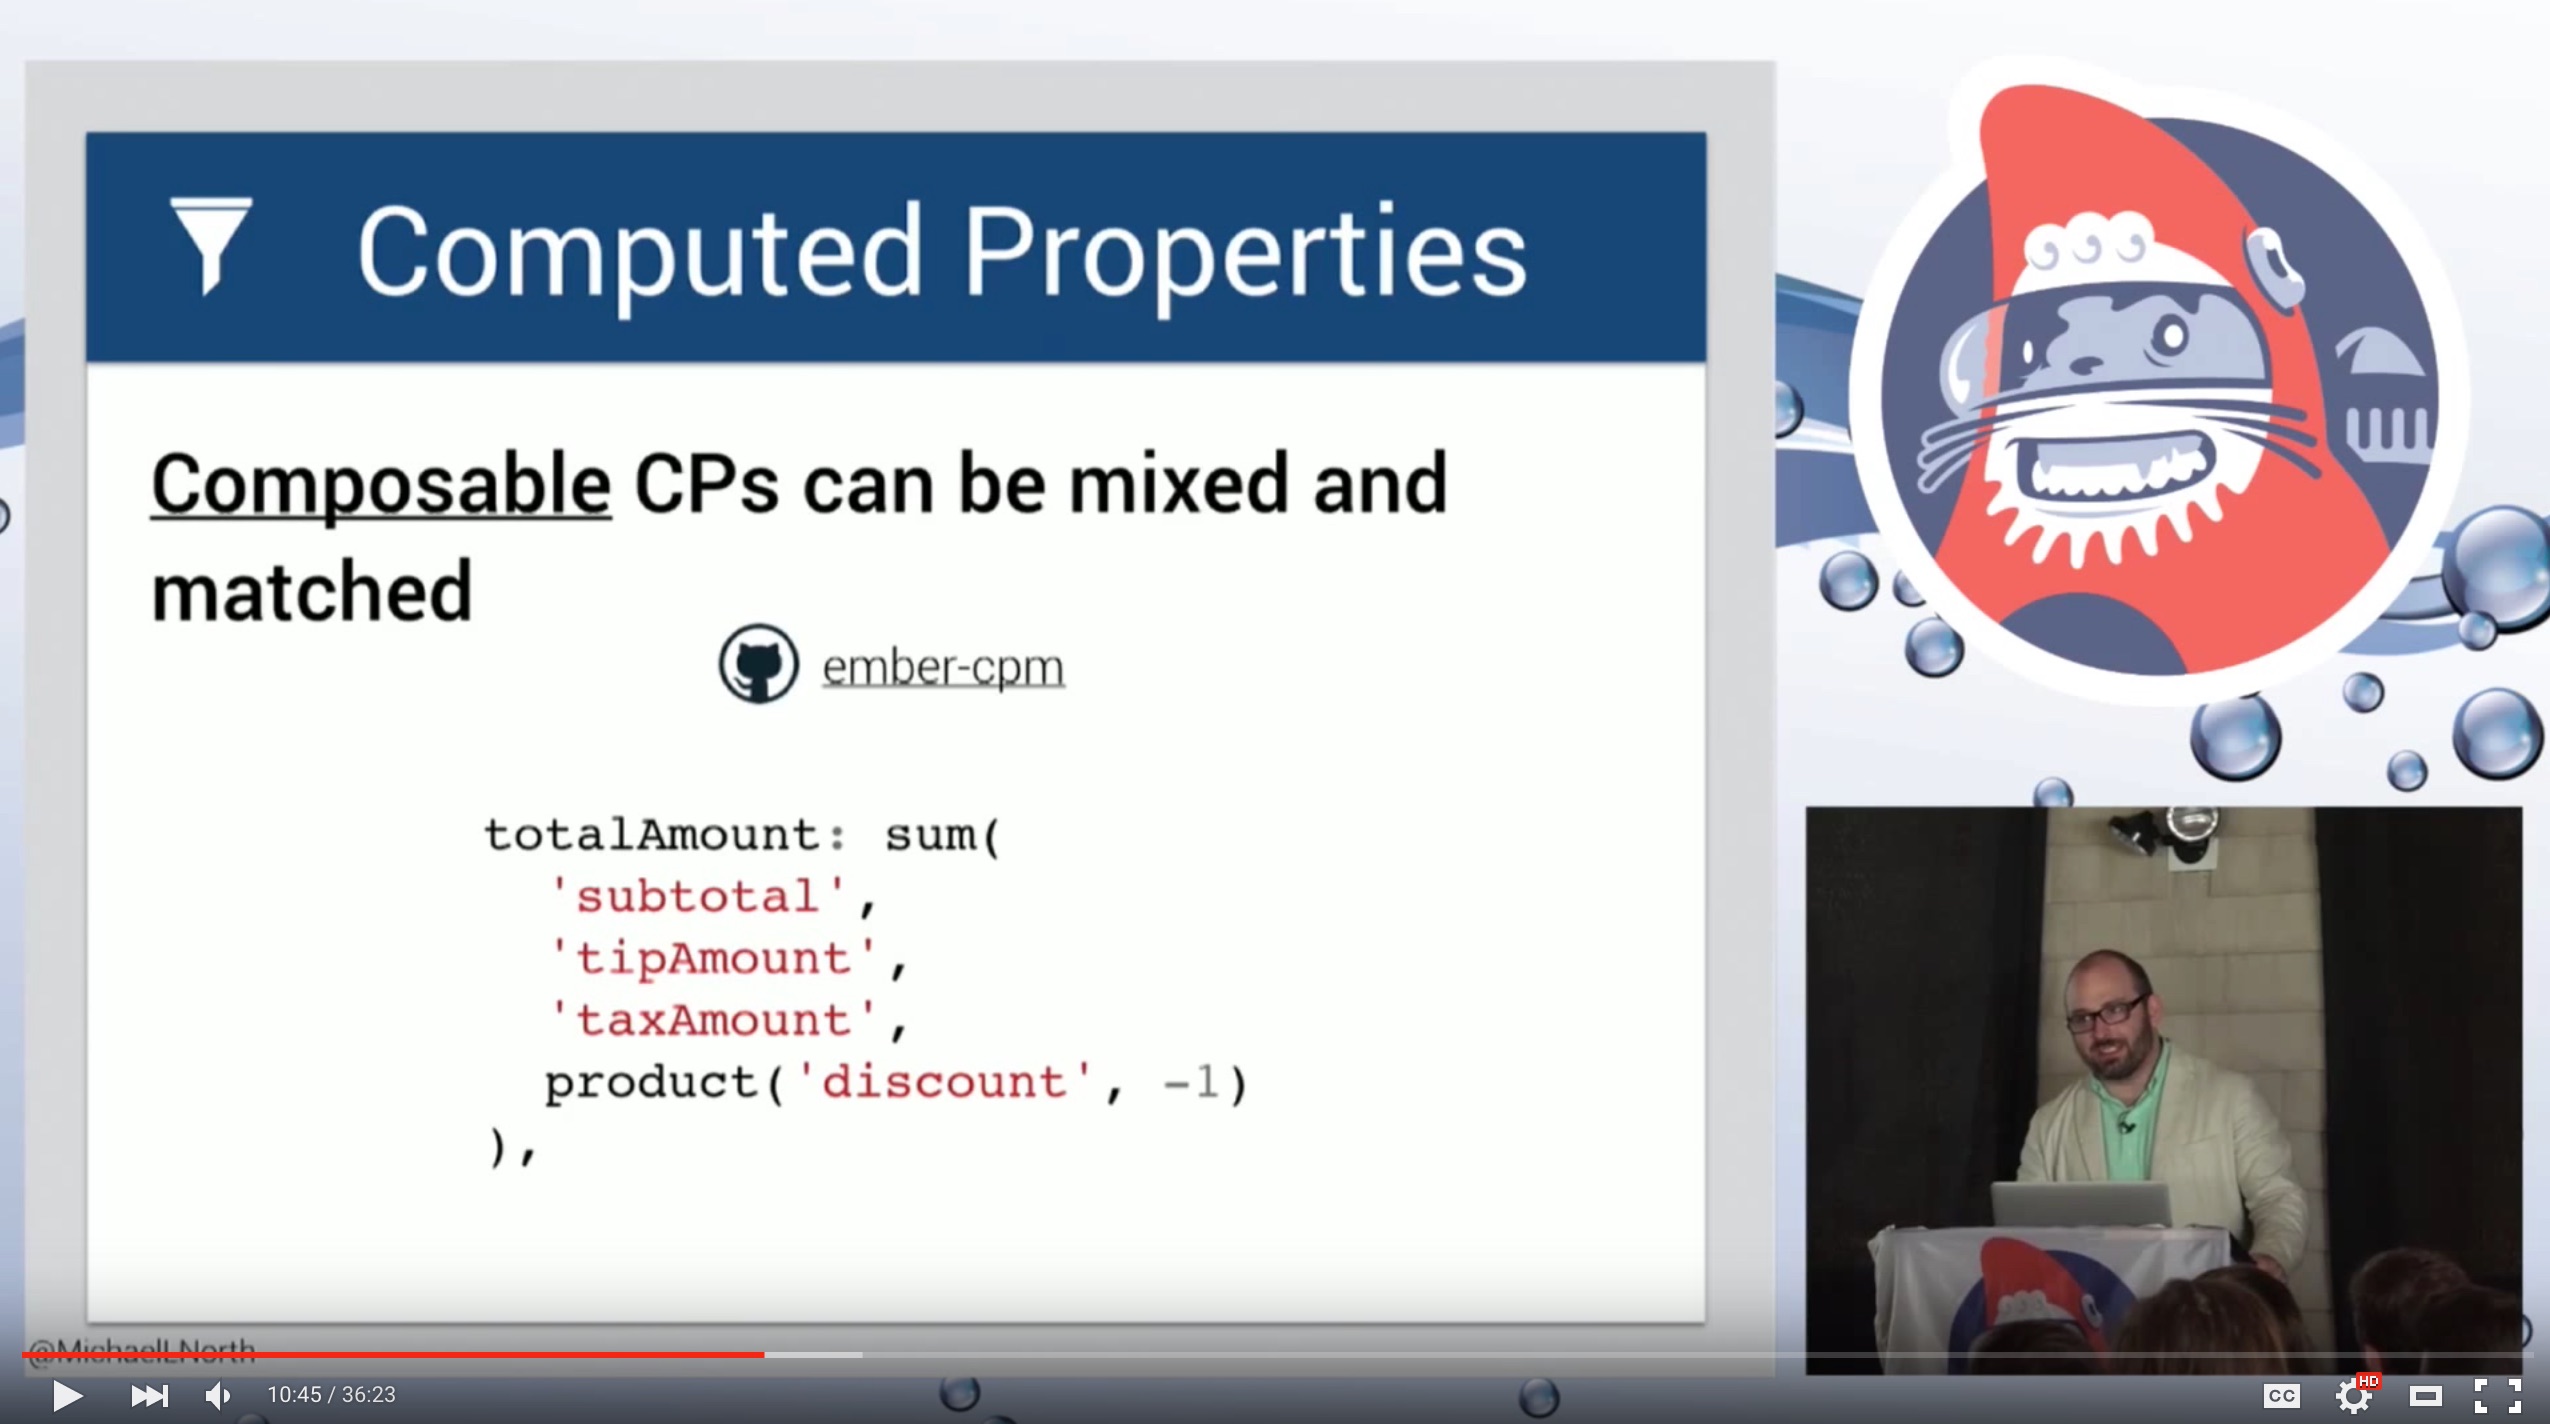 Computed Properties
Composable CPs can be mixed and
matched
ember-cpm
totalAmount: sum(
'subtotal',
'tipAmount',
'taxAmount',
product('discount', -1)
),
@MichaelLNorth
10:45 / 36:23
CC
HD